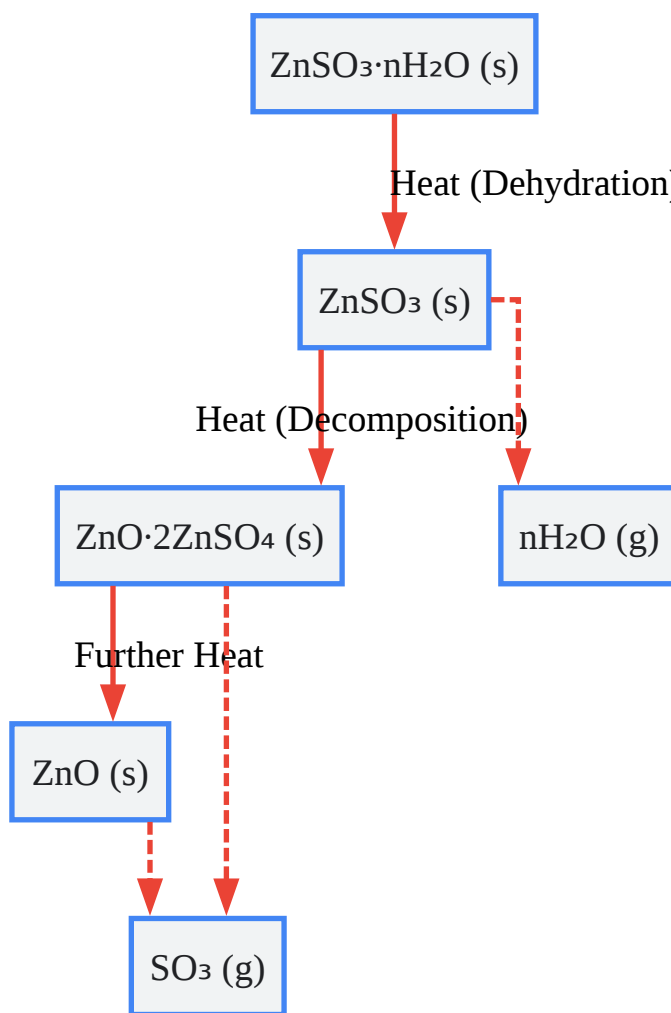 ZnSO₃·nH₂O (s)
Heat (Dehydration)
ZnSO₃ (s)
Heat (Decomposition)
ZnO·2ZnSO₄ (s)
nH₂O (g)
Further Heat
ZnO (s)
SO₃ (g)